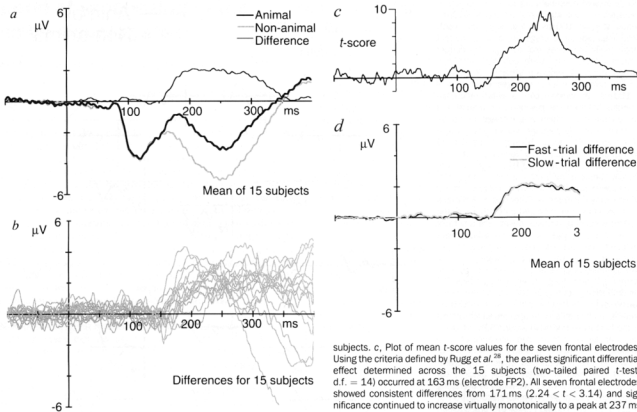 a
6
μV
Animal
Non-animal
Difference
100
200
300
ms
-6
Mean of 15 subjects
b
6
μV
100
200
300
ms
-6
Differences for 15 subjects
c
10
t-score
5
0
100
200
300
ms
d
6
μV
Fast-trial difference
Slow-trial difference
100
200
3
-6
Mean of 15 subjects
subjects. c, Plot of mean t-score values for the seven frontal electrodes
Using the criteria defined by Rugg et al.28, the earliest significant differentia
effect determined across the 15 subjects (two-tailed paired t-test
d.f. = 14) occurred at 163 ms (electrode FP2). All seven frontal electrode
showed consistent differences from 171 ms (2.24 < t < 3.14) and sig
nificance continued to increase virtually monotonically to a peak at 237 m